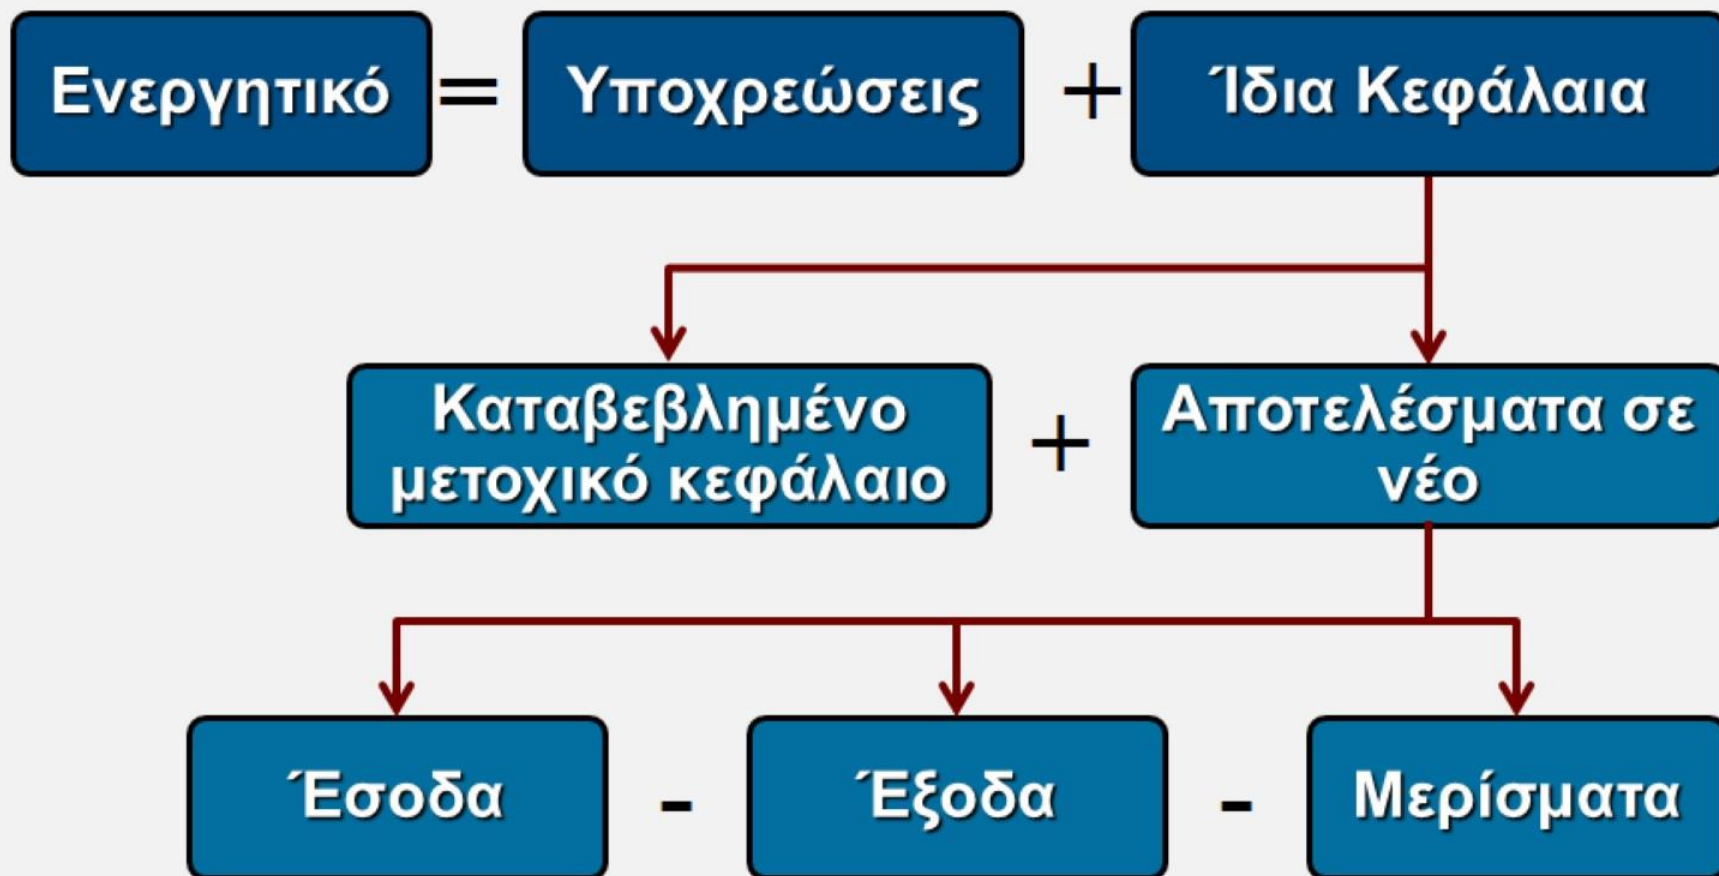 Ενεργητικό = Υποχρεώσεις + Ίδια Κεφάλαια
Καταβεβλημένο
μετοχικό κεφάλαιο
+
Αποτελέσματα σε
νέο
Έσοδα - Έξοδα - Μερίσματα